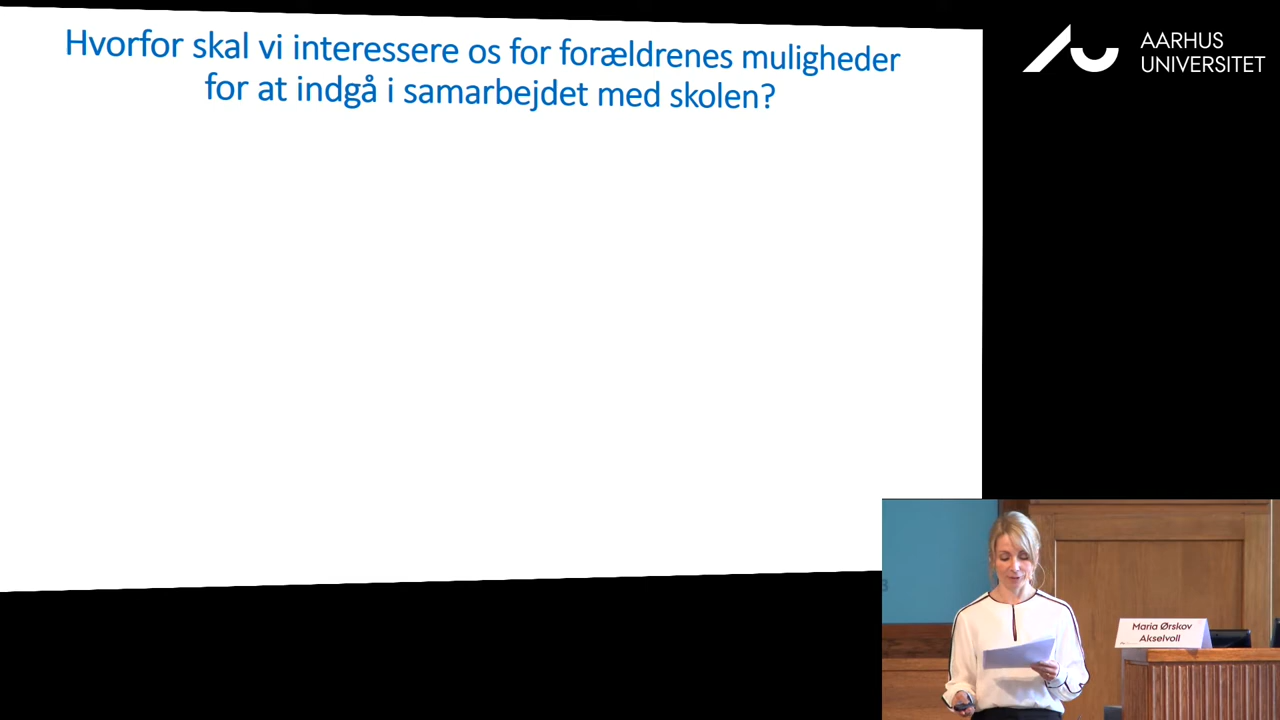 Hvorfor skal vi interessere os for forældrenes muligheder
for at indgå i samarbejdet med skolen?
AARHUS
UNIVERSITET
Maria Ørskov
Akselvoll